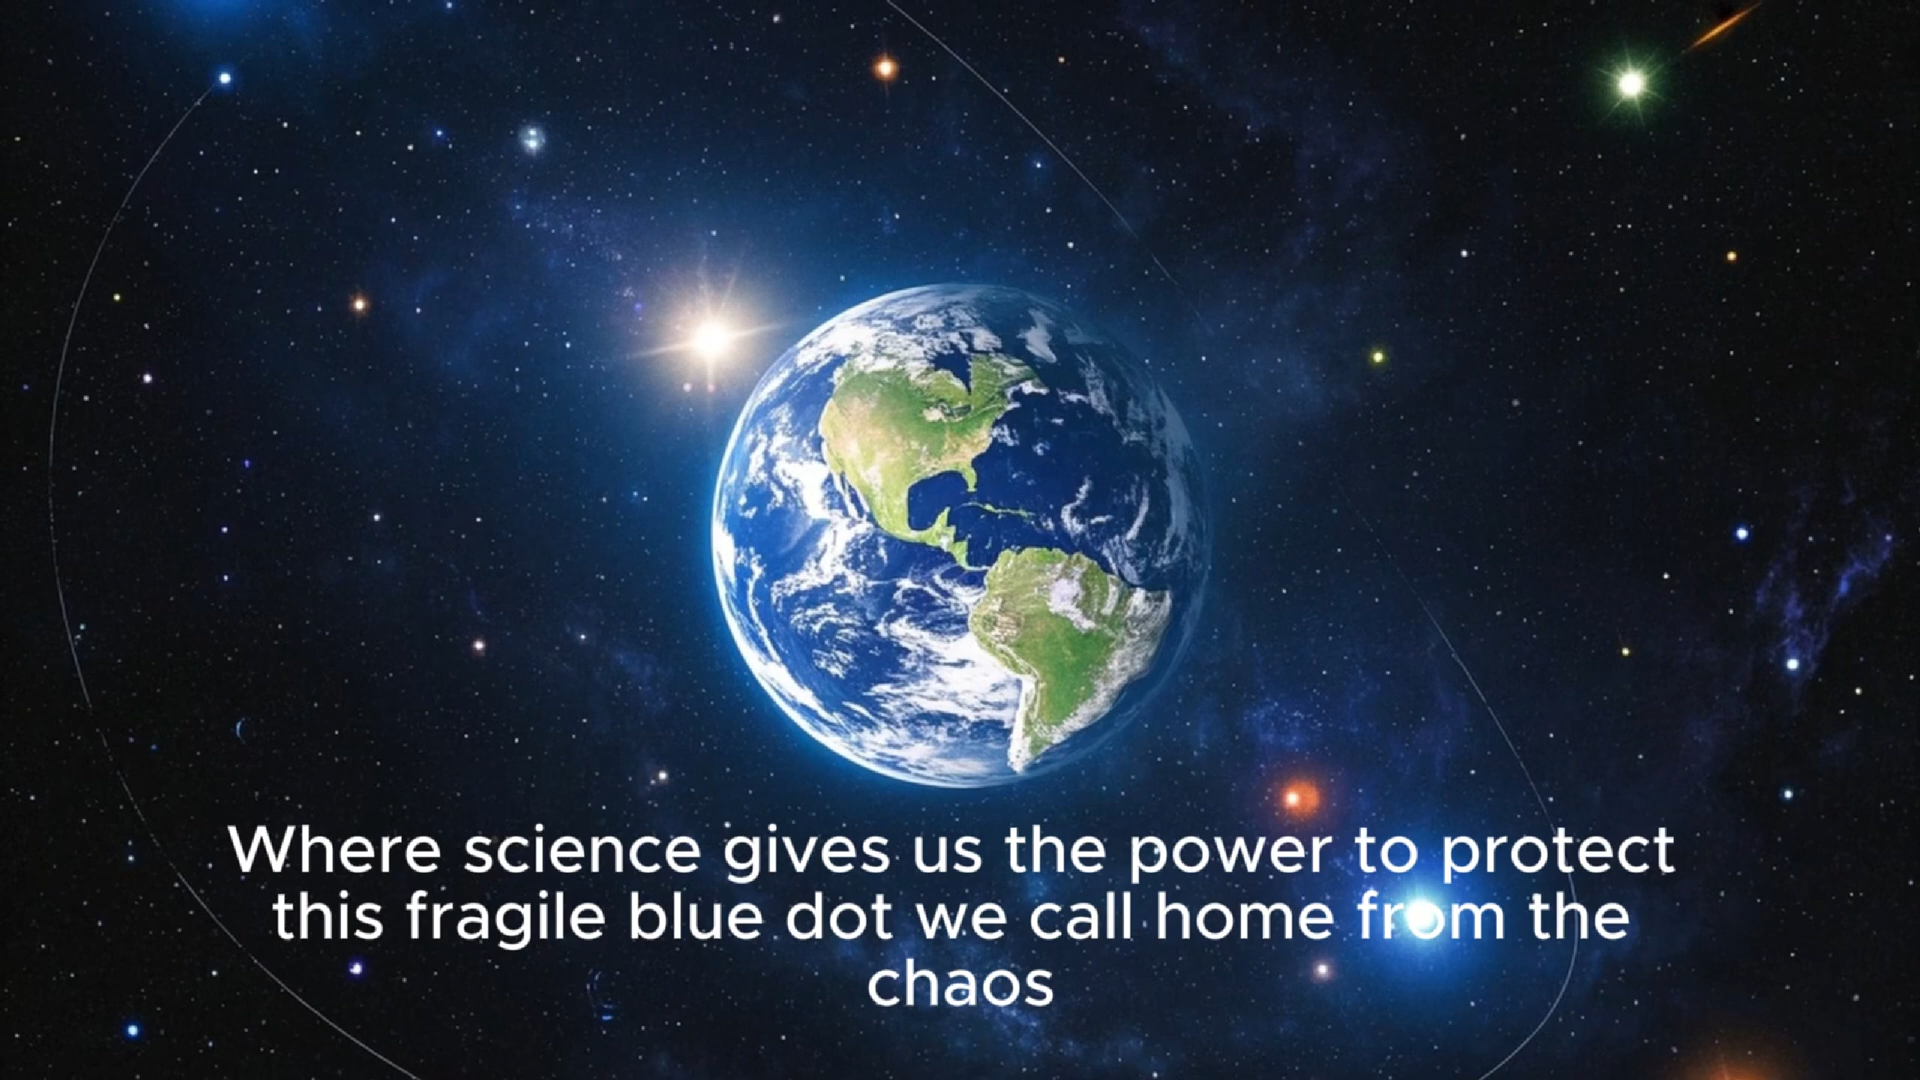 Where science gives us the power to protect
this fragile blue dot we call home from the
chaos